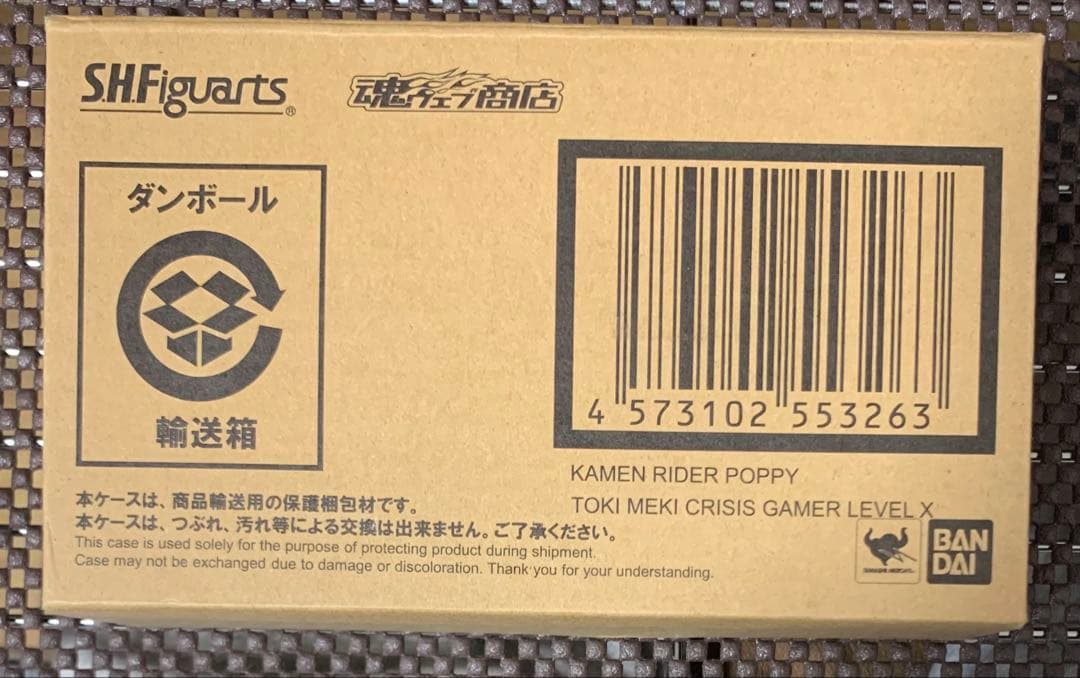 S.H.Figuarts®
魂ウェブ商店
ダンボール
輸送箱
4 573102 553263
KAMEN RIDER POPPY
TOKI MEKI CRISIS GAMER LEVEL X
本ケースは、商品輸送用の保護梱包材です。
本ケースは、つぶれ、汚れ等による交換は出来ません。ご了承ください。
This case is used solely for the purpose of protecting product during shipment.
Case may not be exchanged due to damage or discoloration. Thank you for your understanding.
BAN
DAI